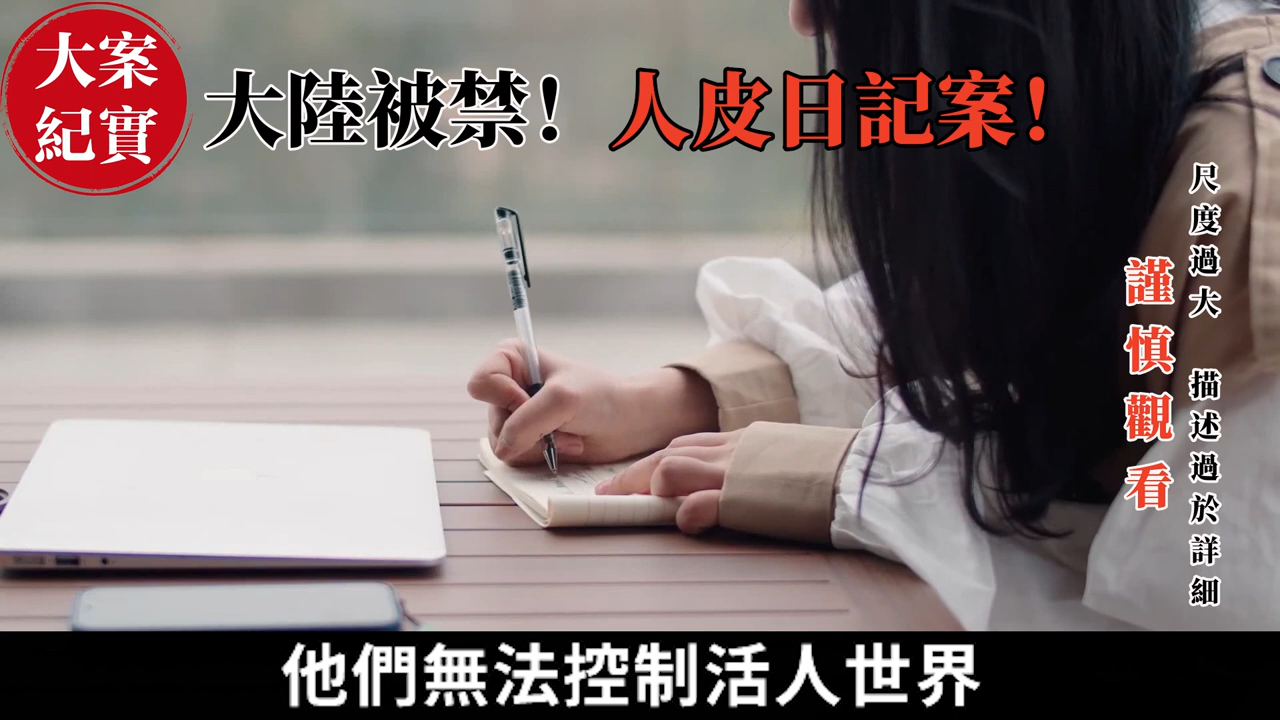 大案
紀實
大陸被禁！ 人皮日記案！
尺度過大 描述過於詳細
謹慎觀看
他們無法控制活人世界